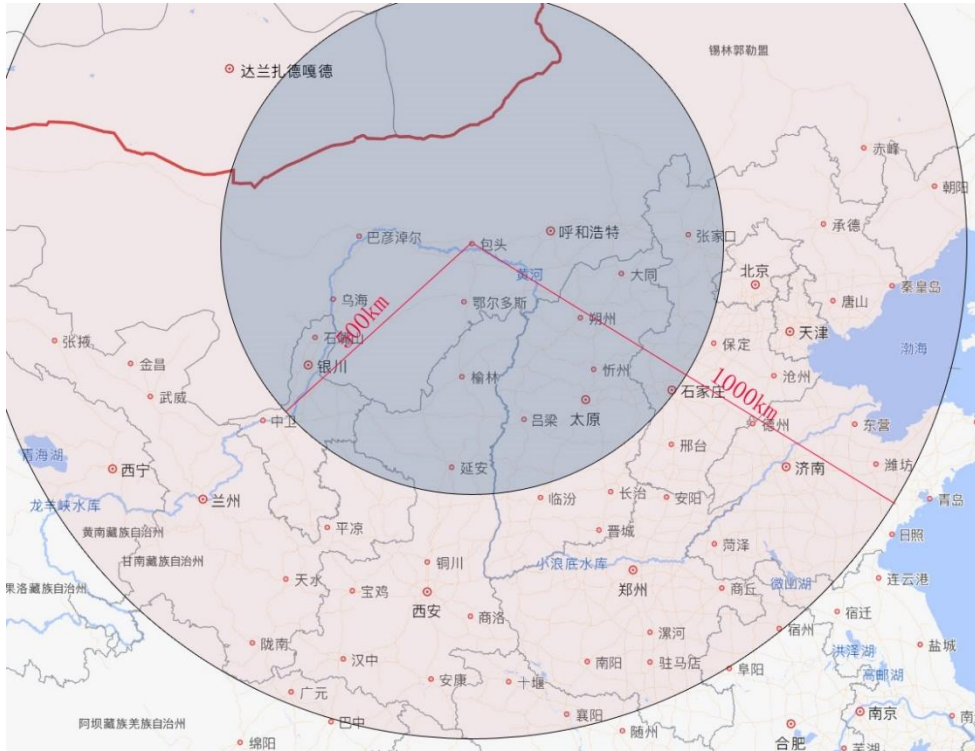 锡林郭勒盟
达兰扎德嘎德
赤峰
朝阳
承德
巴彦淖尔
包头
呼和浩特
张家口
黄河
大同
北京
秦皇岛
乌海
鄂尔多斯
唐山
500km
朔州
天津
石嘴山
张掖
保定
渤海
金昌
银川
榆林
忻州
沧州
1000km
武威
石家庄
太原
中卫
吕梁
德州
东营
邢台
青海湖
西宁
延安
济南
潍坊
龙羊峡水库
兰州
临汾
长治
安阳
青岛
黄南藏族自治州
平凉
晋城
日照
甘南藏族自治州
铜川
小浪底水库
菏泽
果洛藏族自治州
天水
宝鸡
西安
郑州
商丘
微山湖
连云港
商洛
宿迁
陇南
漯河
宿州
盐城
洪泽湖
汉中
南阳
驻马店
阜阳
高邮湖
广元
安康
十堰
阿坝藏族羌族自治州
巴中
襄阳
南京
南
绵阳
随州
合肥
芜湖